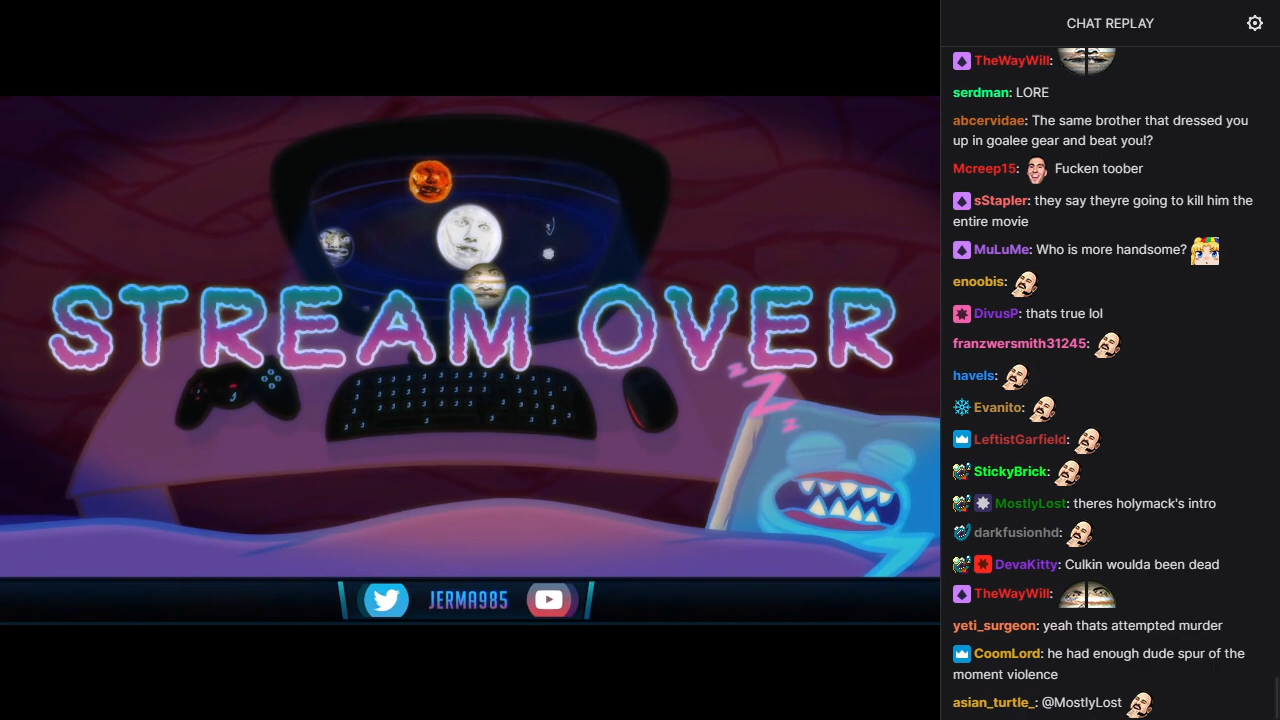 CHAT REPLAY
TheWayWill:
serdman: LORE
abcervidae: The same brother that dressed you
up in goalee gear and beat you!?
Mcreep15: Fucken toober
sStapler: they say theyre going to kill him the
entire movie
MuLuMe: Who is more handsome?
enoobis:
DivusP: thats true lol
franzwersmith31245:
havels:
Evanito:
LeftistGarfield:
StickyBrick:
MostlyLost: theres holymack's intro
darkfusionhd:
DevaKitty: Culkin woulda been dead
TheWayWill:
yeti_surgeon: yeah thats attempted murder
CoomLord: he had enough dude spur of the
moment violence
asian_turtle_: @MostlyLost
STREAM OVER
z
Z
z
JERMA985